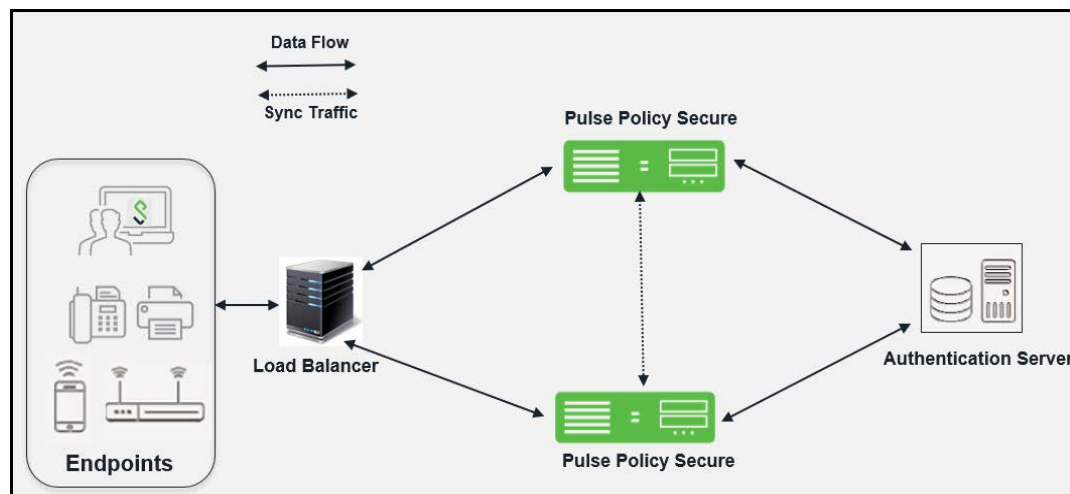 Data Flow
Sync Traffic
Pulse Policy Secure
Load Balancer
Authentication Server
Endpoints
Pulse Policy Secure